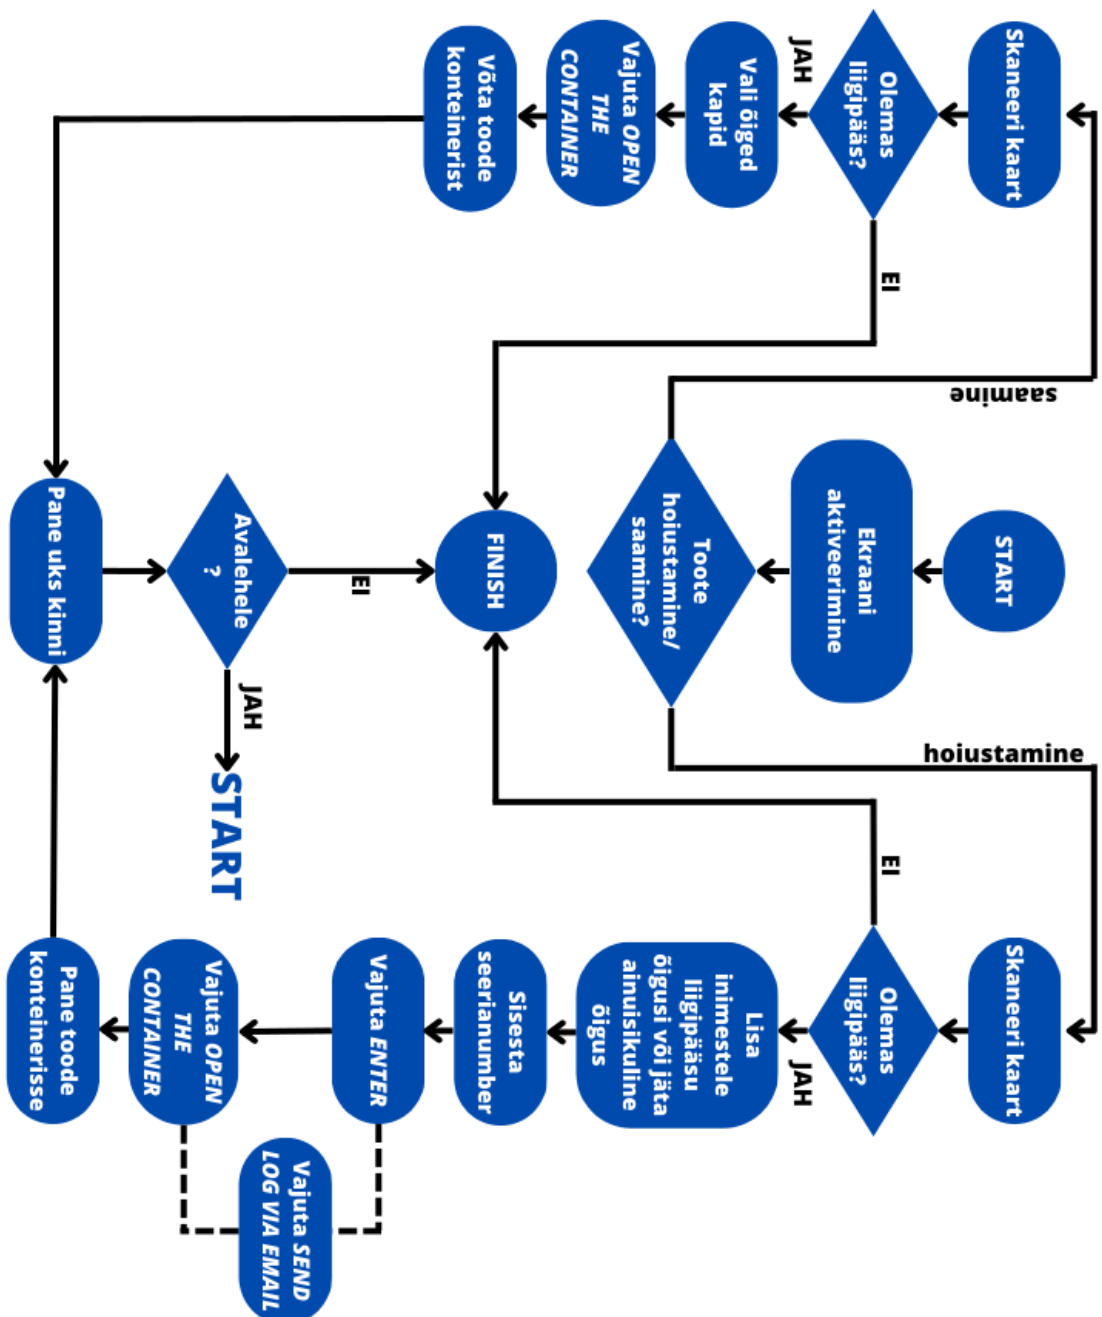 START
Ekraani
aktiveerimine
Toote
hoiustamine/
saamine?
saamine
Skaneeri kaart
Olemas
liigipääs?
EI
JAH
Vali õiged
kapid
Vajuta OPEN
THE
CONTAINER
Võta toode
konteinerist
hoiustamine
Skaneeri kaart
Olemas
liigipääs?
EI
JAH
Lisa
inimestele
liigipääsu
õigusi või jäta
ainuisikuline
õigus
Sisesta
seerianumber
Vajuta ENTER
Vajuta SEND
LOG VIA EMAIL
Vajuta OPEN
THE
CONTAINER
Pane toode
konteinerisse
Pane uks kinni
Avalehele
?
JAH
START
EI
FINISH